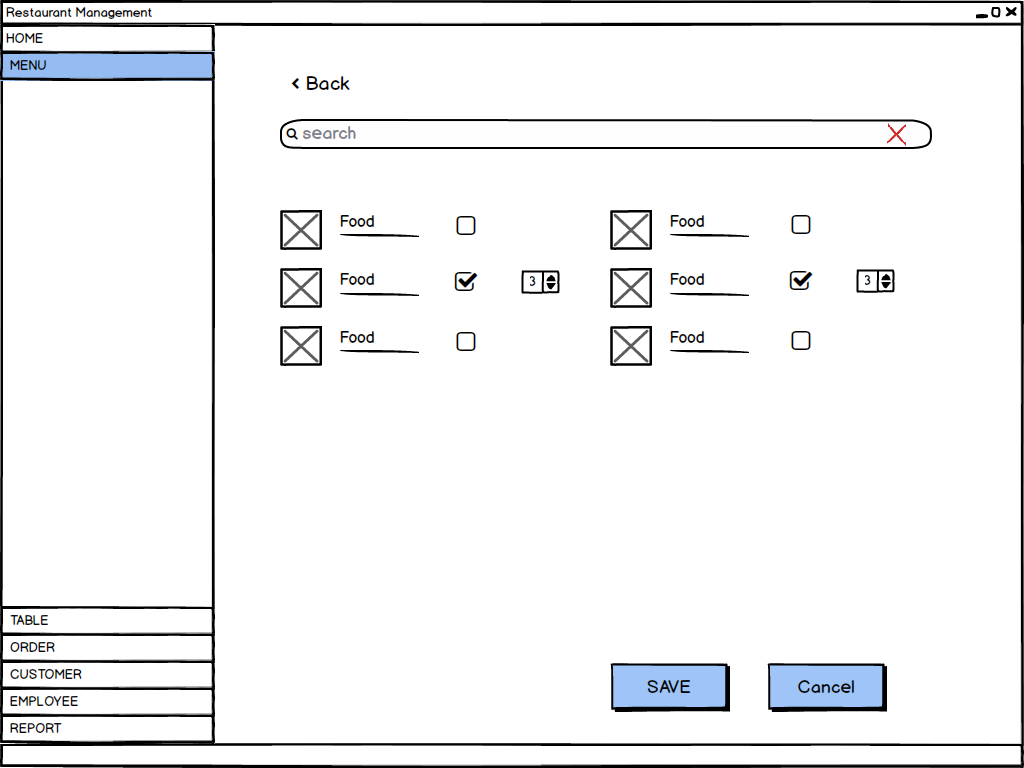 Restaurant Management
HOME
MENU
Back
search
Food Food
Food 3 Food 3
Food Food
TABLE
ORDER
CUSTOMER
EMPLOYEE
REPORT
SAVE Cancel